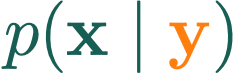 p(x | y)